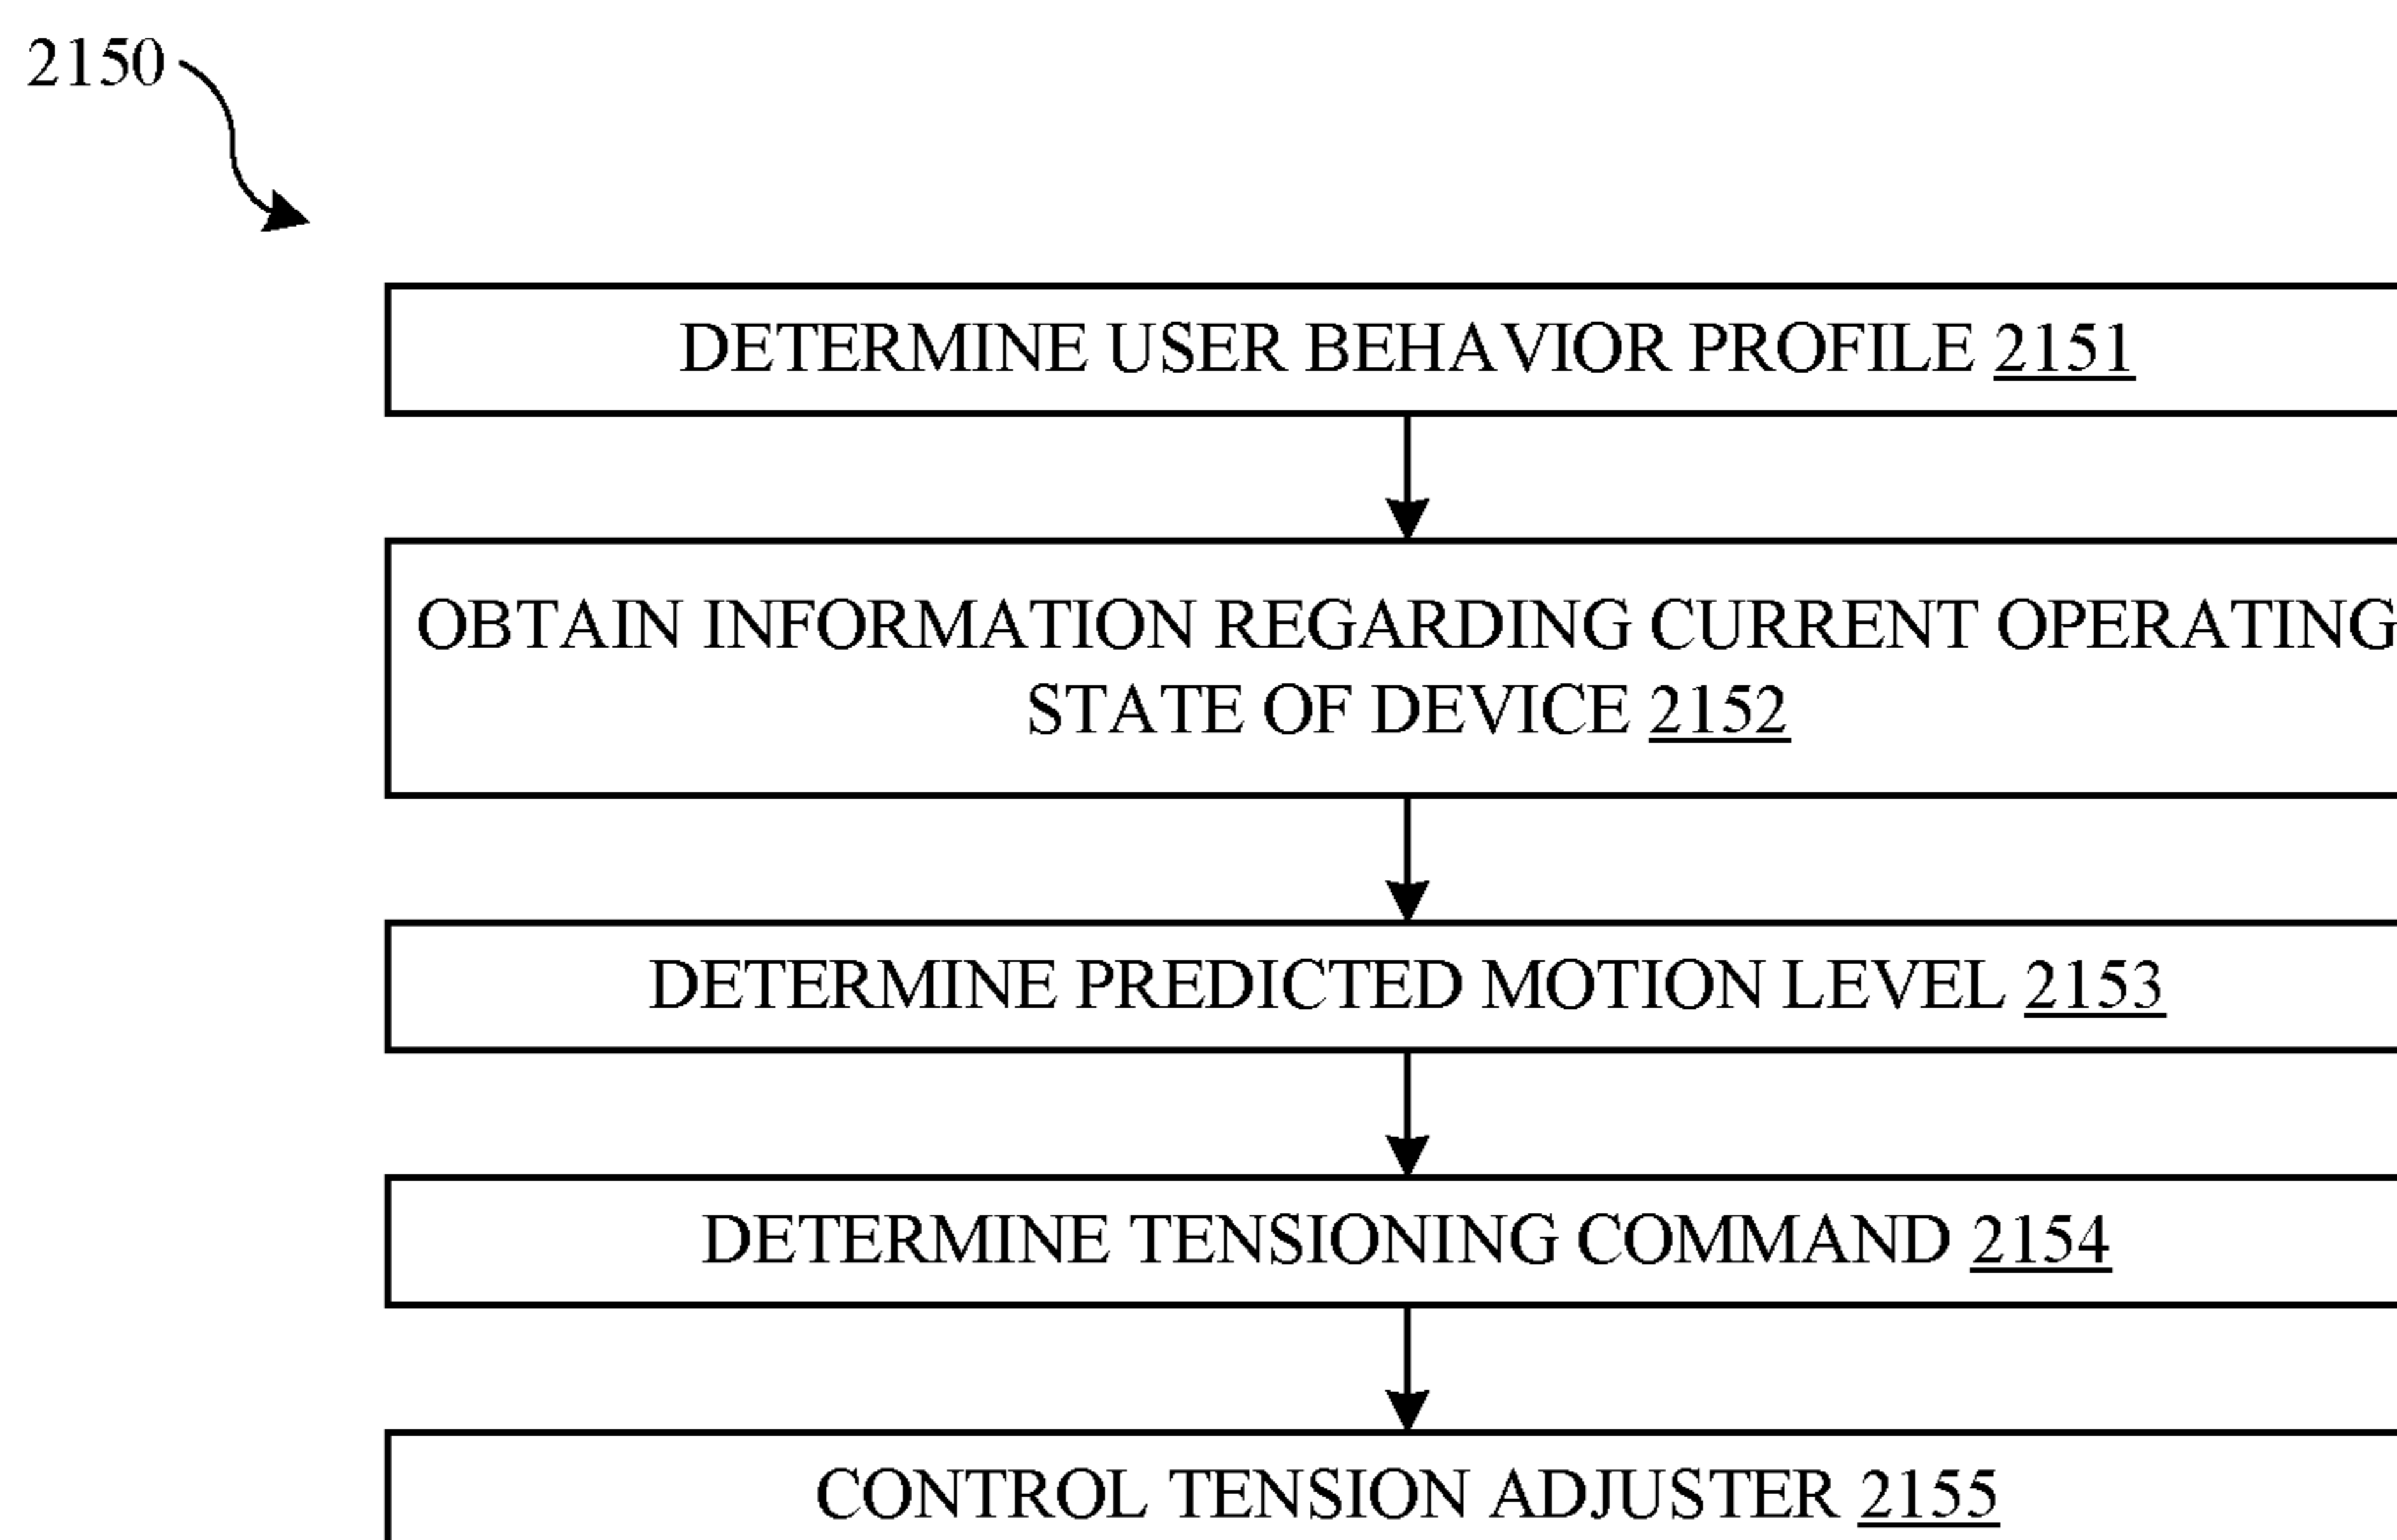 2150
DETERMINE USER BEHAVIOR PROFILE 2151
OBTAIN INFORMATION REGARDING CURRENT OPERATING
STATE OF DEVICE 2152
DETERMINE PREDICTED MOTION LEVEL 2153
DETERMINE TENSIONING COMMAND 2154
CONTROL TENSION ADJUSTER 2155